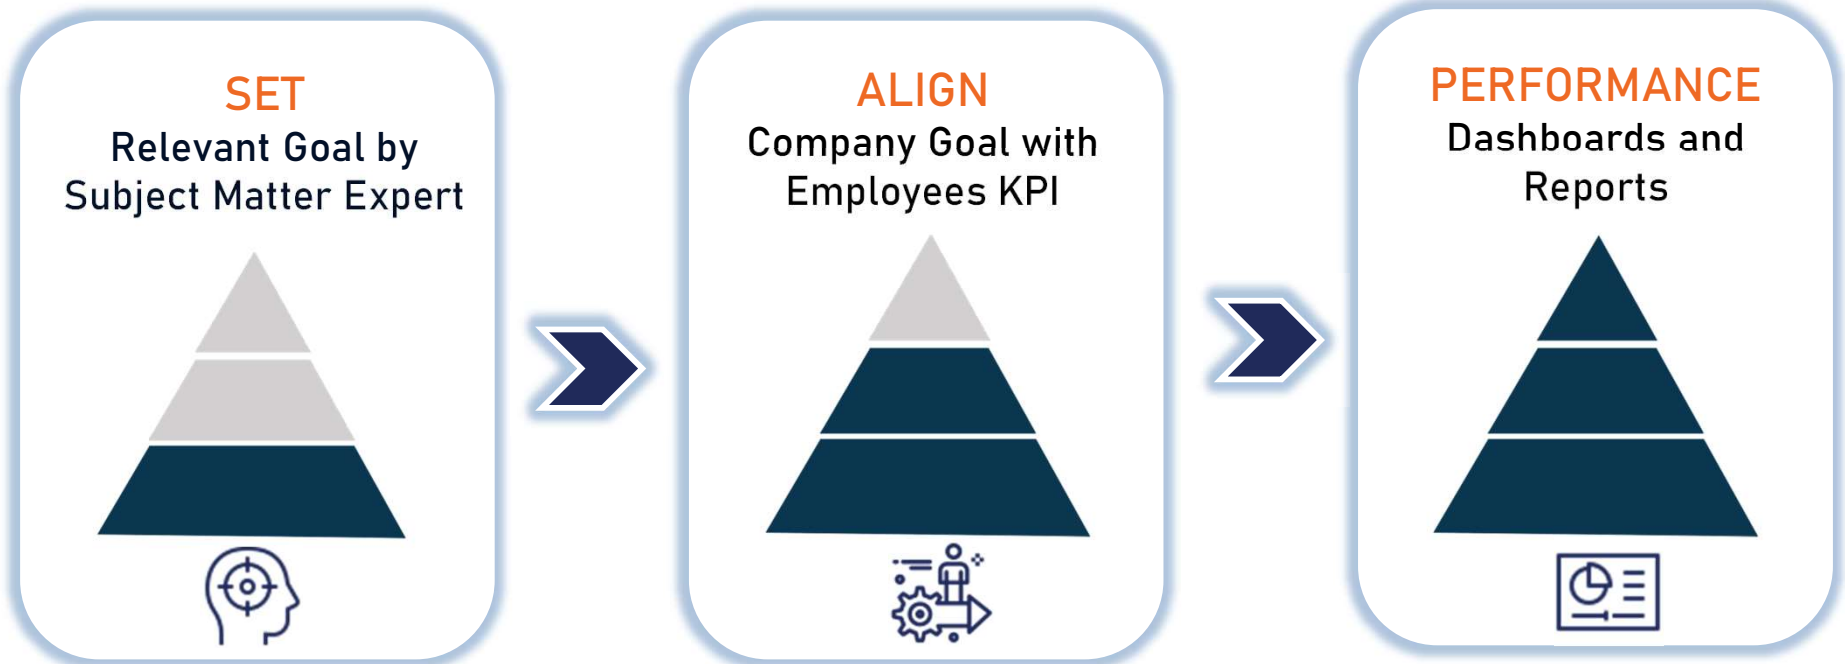 SET
Relevant Goal by
Subject Matter Expert
ALIGN
Company Goal with
Employees KPI
PERFORMANCE
Dashboards and
Reports